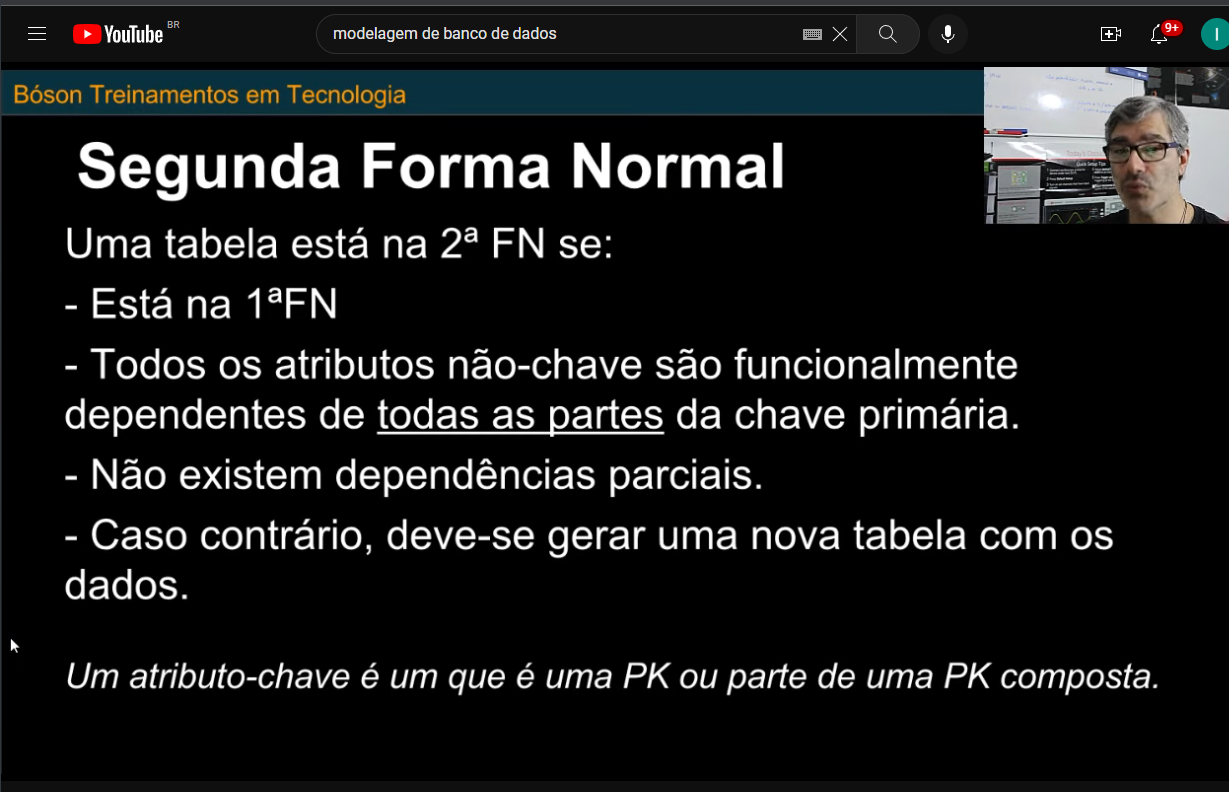 YouTube BR
modelagem de banco de dados
9+
I
Bóson Treinamentos em Tecnologia
Segunda Forma Normal
Uma tabela está na 2ª FN se:
- Está na 1ªFN
- Todos os atributos não-chave são funcionalmente
dependentes de todas as partes da chave primária.
- Não existem dependências parciais.
- Caso contrário, deve-se gerar uma nova tabela com os
dados.
Um atributo-chave é um que é uma PK ou parte de uma PK composta.